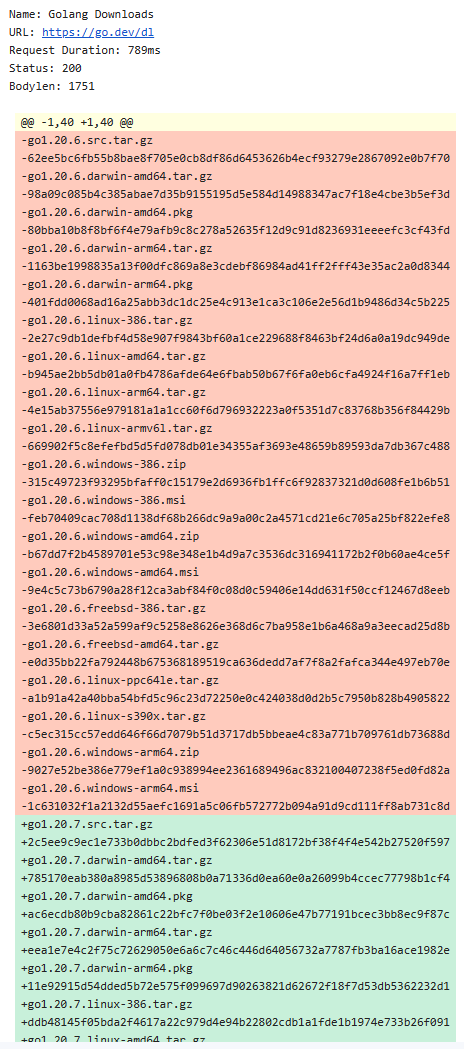 Name: Golang Downloads
URL: https://go.dev/dl
Request Duration: 789ms
Status: 200
Bodylen: 1751
@@ -1,40 +1,40 @@
-go1.20.6.src.tar.gz
-62ee5bc6fb55b8bae8f705e0cb8df86d6453626b4ecf93279e2867092e0b7f70
-go1.20.6.darwin-amd64.tar.gz
-98a09c085b4c385abae7d35b9155195d5e584d14988347ac7f18e4cbe3b5ef3d
-go1.20.6.darwin-amd64.pkg
-80bba10b8f8bf6f4e79afb9c8c278a52635f12d9c91d8236931eeeefc3cf43fd
-go1.20.6.darwin-arm64.tar.gz
-1163be1998835a13f00dfc869a8e3cdebf86984ad41ff2fff43e35ac2a0d8344
-go1.20.6.darwin-arm64.pkg
-401fdd0068ad16a25abb3dc1dc25e4c913e1ca3c106e2e56d1b9486d34c5b225
-go1.20.6.linux-386.tar.gz
-2e27c9db1defbf4d58e907f9843bf60a1ce229688f8463bf24d6a0a19dc949de
-go1.20.6.linux-amd64.tar.gz
-b945ae2bb5db01a0fb4786afde64e6fbab50b67f6fa0eb6cfa4924f16a7ff1eb
-go1.20.6.linux-arm64.tar.gz
-4e15ab37556e979181a1a1cc60f6d796932223a0f5351d7c83768b356f84429b
-go1.20.6.linux-armv6l.tar.gz
-669902f5c8efefbd5d5fd078db01e34355af3693e48659b89593da7db367c488
-go1.20.6.windows-386.zip
-315c49723f93295bfaff0c15179e2d6936fb1ffc6f92837321d0d608fe1b6b51
-go1.20.6.windows-386.msi
-feb70409cac708d1138df68b266dc9a9a00c2a4571cd21e6c705a25bf822efe8
-go1.20.6.windows-amd64.zip
-b67dd7f2b4589701e53c98e348e1b4d9a7c3536dc316941172b2f0b60ae4ce5f
-go1.20.6.windows-amd64.msi
-9e4c5c73b6790a28f12ca3abf84f0c08d0c59406e14dd631f50ccf12467d8eeb
-go1.20.6.freebsd-386.tar.gz
-3e6801d33a52a599af9c5258e8626e368d6c7ba958e1b6a468a9a3eecad25d8b
-go1.20.6.freebsd-amd64.tar.gz
-e0d35bb22fa792448b675368189519ca636dedd7af7f8a2fafca344e497eb70e
-go1.20.6.linux-ppc64le.tar.gz
-a1b91a42a40bba54bfd5c96c23d72250e0c424038d0d2b5c7950b828b4905822
-go1.20.6.linux-s390x.tar.gz
-c5ec315cc57edd646f66d7079b51d3717db5bbeae4c83a771b709761db73688d
-go1.20.6.windows-arm64.zip
-9027e52be386e779ef1a0c938994ee2361689496ac832100407238f5ed0fd82a
-go1.20.6.windows-arm64.msi
-1c631032f1a2132d55aefc1691a5c06fb572772b094a91d9cd111ff8ab731c8d
+go1.20.7.src.tar.gz
+2c5ee9c9ec1e733b0dbbc2bdfed3f62306e51d8172bf38f4f4e542b27520f597
+go1.20.7.darwin-amd64.tar.gz
+785170eab380a8985d53896808b0a71336d0ea60e0a26099b4ccec77798b1cf4
+go1.20.7.darwin-amd64.pkg
+ac6ecdb80b9cba82861c22bfc7f0be03f2e10606e47b77191bcec3bb8ec9f87c
+go1.20.7.darwin-arm64.tar.gz
+eea1e7e4c2f75c72629050e6a6c7c46c446d64056732a7787fb3ba16ace1982e
+go1.20.7.darwin-arm64.pkg
+11e92915d54dded5b72e575f099697d90263821d62672f18f7d53db5362232d1
+go1.20.7.linux-386.tar.gz
+ddb48145f05bda2f4617a22c979d4e94b22802cdb1a1fde1b1974e733b26f091
+go1.20.7.linux-amd64.tar.gz